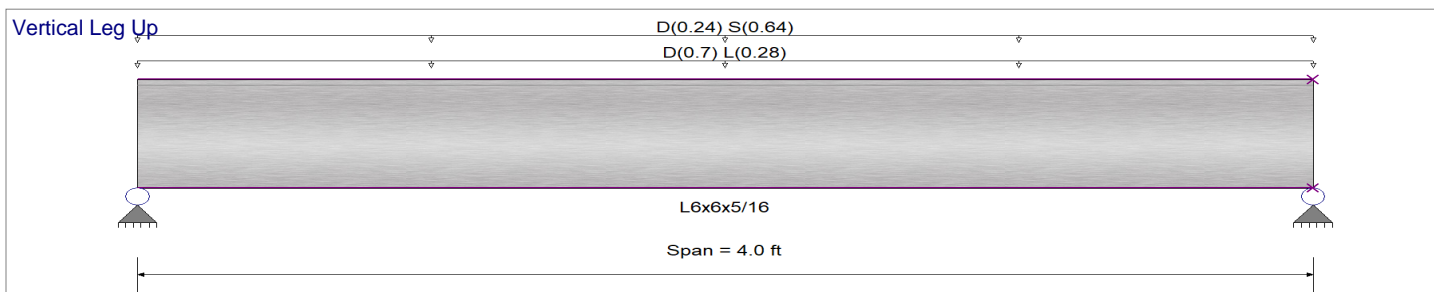 Vertical Leg Up
D(0.24) S(0.64)
D(0.7) L(0.28)
L6x6x5/16
Span = 4.0 ft